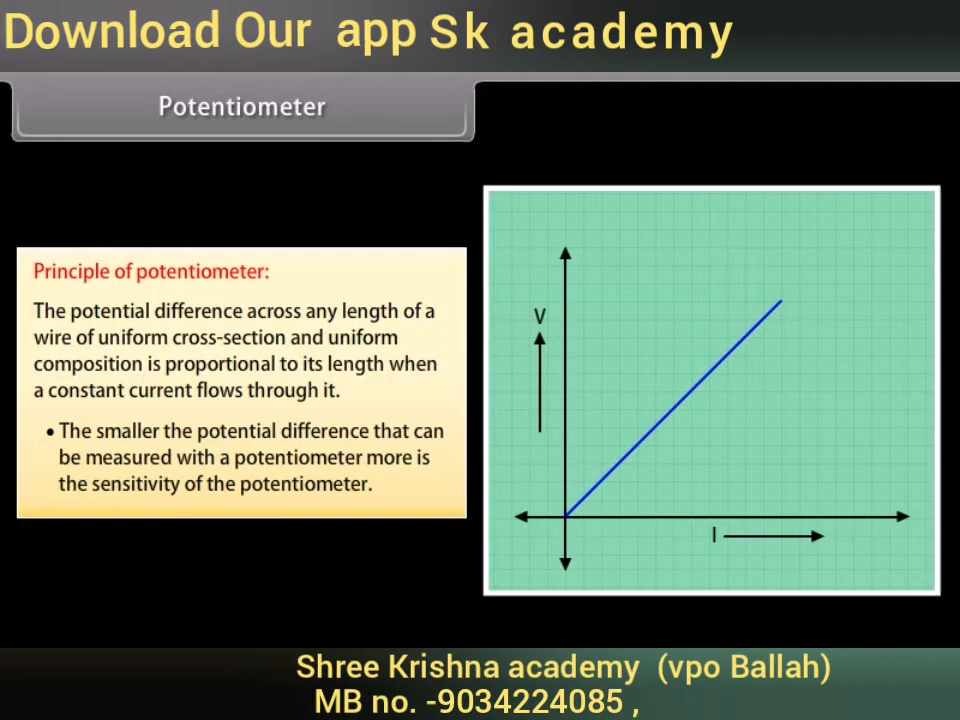 Download Our app Sk academy
Potentiometer
Principle of potentiometer:
The potential difference across any length of a
wire of uniform cross-section and uniform
composition is proportional to its length when
a constant current flows through it.
• The smaller the potential difference that can
be measured with a potentiometer more is
the sensitivity of the potentiometer.
V
I
Shree Krishna academy (vpo Ballah)
MB no. -9034224085 ,